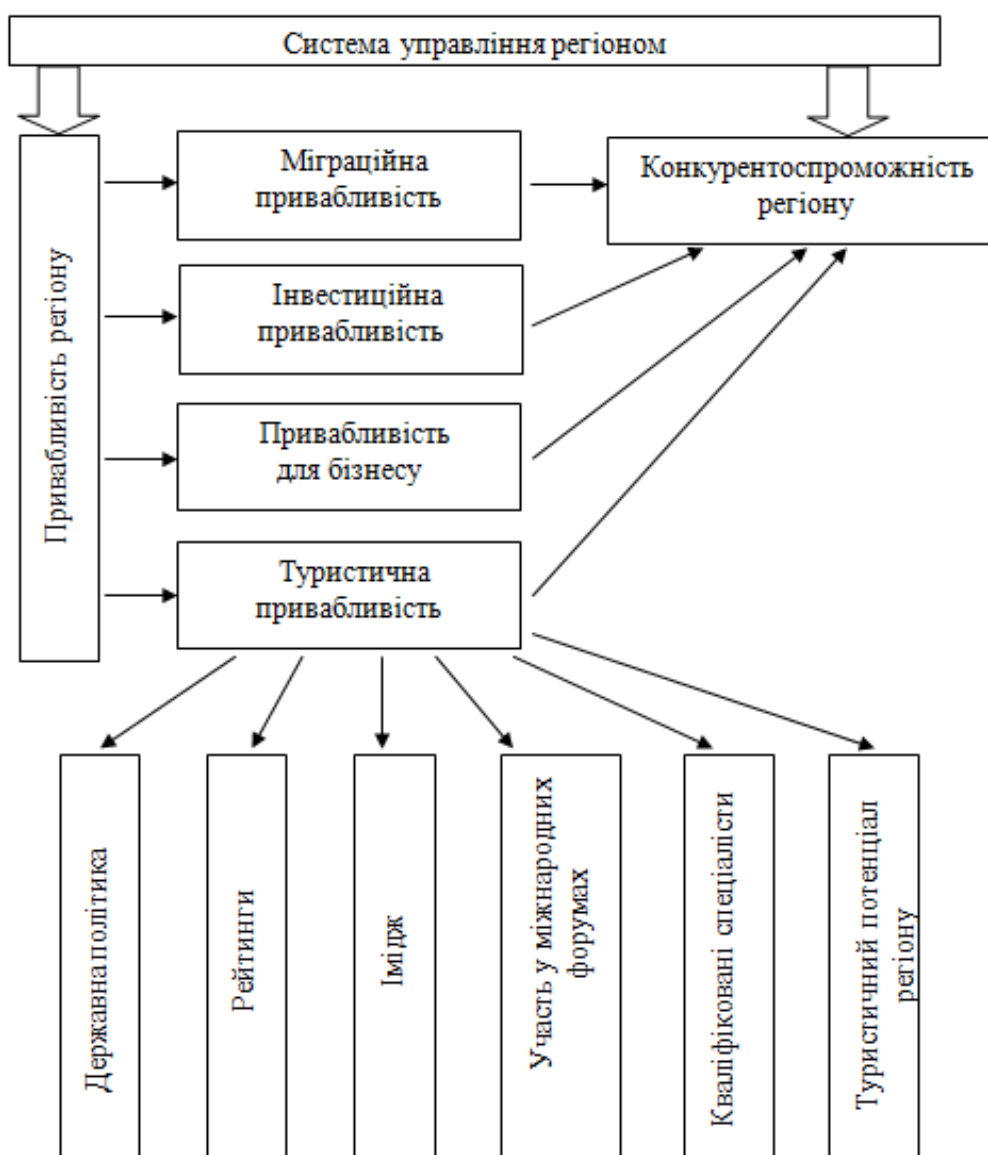 Система управління регіоном
Привабливість регіону
Міграційна
привабливість
Конкурентоспроможність
регіону
Інвестиційна
привабливість
Привабливість
для бізнесу
Туристична
привабливість
Державна політика
Рейтинги
Імідж
Участь у міжнародних
форумах
Кваліфіковані спеціалісти
Туристичний потенціал
регіону